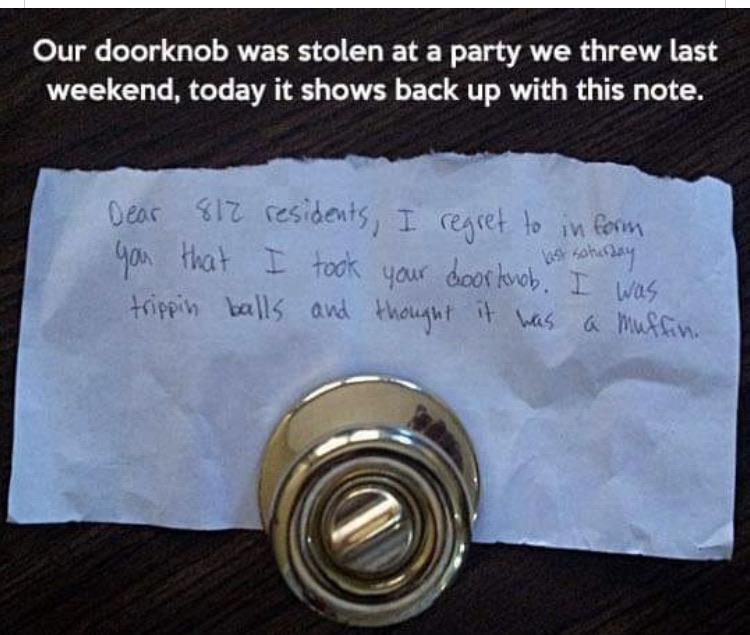 Our doorknob was stolen at a party we threw last
weekend, today it shows back up with this note.
Dear 812 residents, I regret to inform
you that I took your doorknob. last saturday I was
trippin balls and thought it was a muffin.